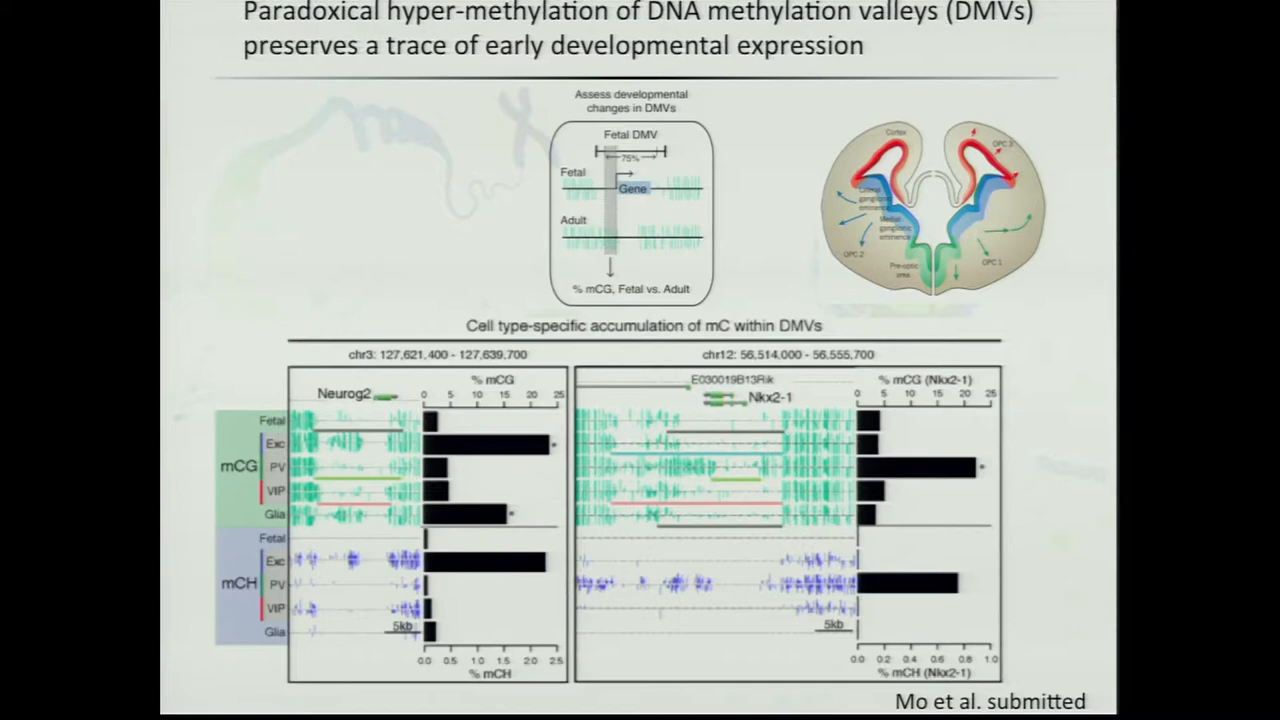 Paradoxical hyper-methylation of DNA methylation valleys (DMVs)
preserves a trace of early developmental expression
Assess developmental
changes in DMVs
Fetal DMV
75%
Fetal
Gene
Adult
% mCG, Fetal vs. Adult
Cortex
OPC 3
Lateral
ganglionic
eminence
Medial
ganglionic
eminence
OPC 2
OPC 1
Pre-optic
area
Cell type-specific accumulation of mC within DMVs
chr3: 127,621,400 - 127,639,700
chr12: 56,514,000 - 56,555,700
% mCG
0 5 10 15 20 25
Neurog2
E030019B13Rik
Nkx2-1
% mCG (Nkx2-1)
0 5 10 15 20 25
mCG
Fetal
Exc
PV
VIP
Glia
*
*
*
mCH
Fetal
Exc
PV
VIP
Glia
5kb
5kb
0.0 0.5 1.0 1.5 2.0 2.5
% mCH
0.0 0.2 0.4 0.6 0.8 1.0
% mCH (Nkx2-1)
Mo et al. submitted